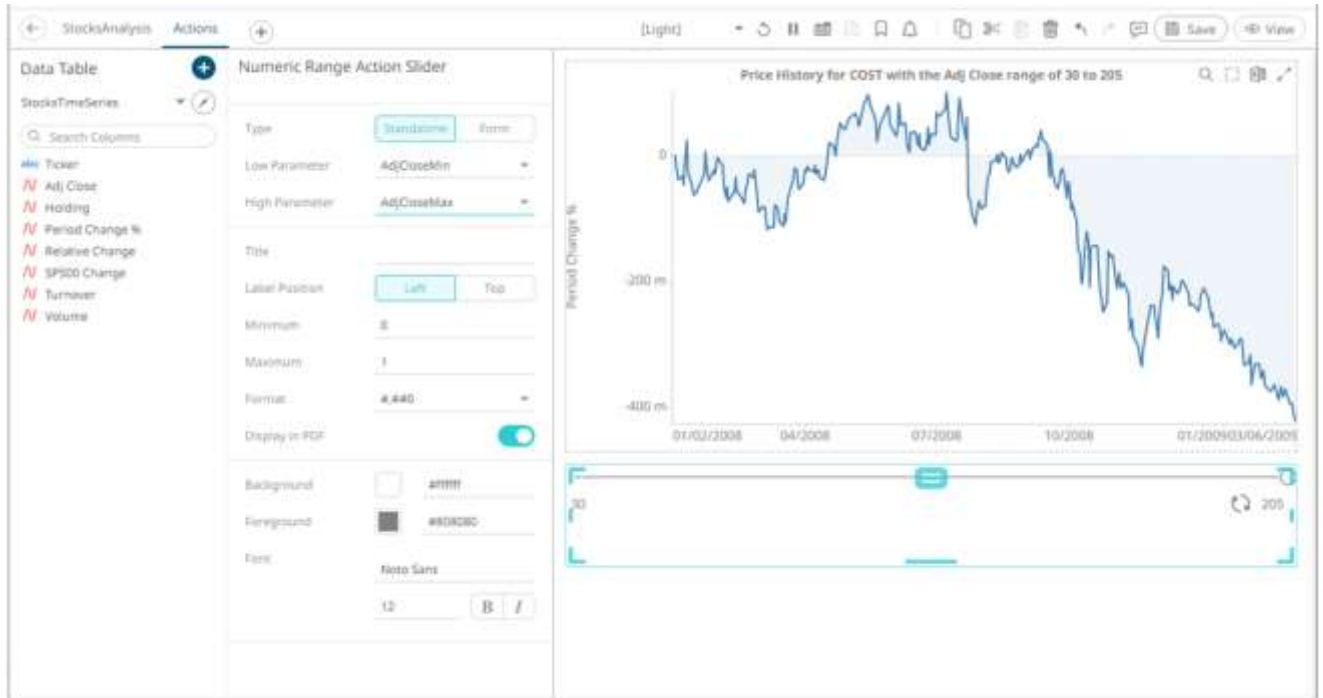 StocksAnalysis Actions [Light] Save View
Data Table
StocksTimeSeries
Search Columns
abc Ticker
Adj Close
Holding
Period Change %
Relative Change
SP500 Change
Turnover
Volume
Numeric Range Action Slider
Type Standalone Form
Low Parameter AdjCloseMin
High Parameter AdjCloseMax
Title
Label Position Left Top
Minimum 0
Maximum 1
Format #,##0
Display in PDF
Background #ffffff
Foreground #808080
Font
Noto Sans
12 B I
Price History for COST with the Adj Close range of 30 to 205
Period Change %
0
-200 m
-400 m
01/02/2008 04/2008 07/2008 10/2008 01/2009 03/06/2009
30 205